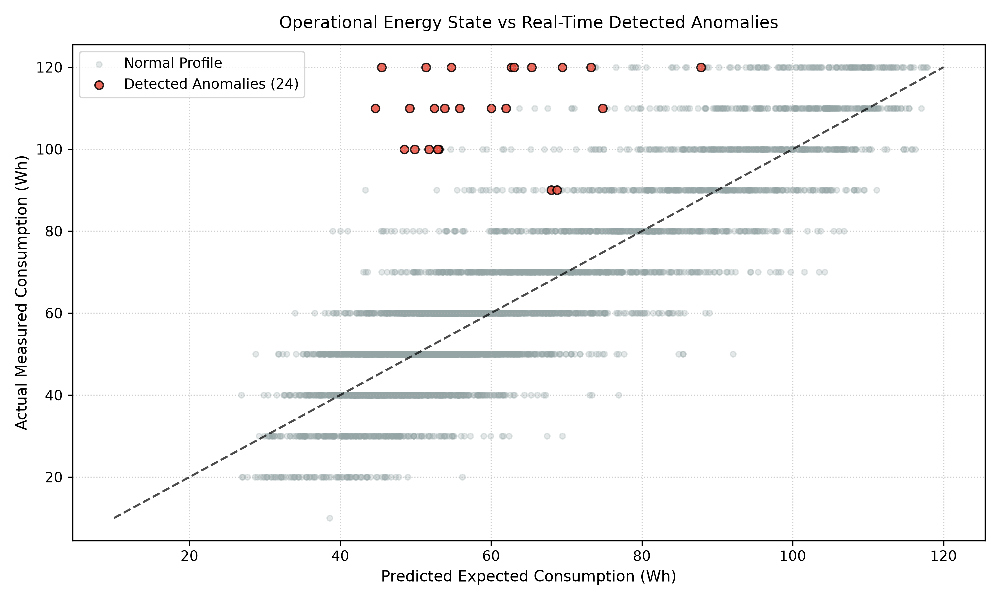 Operational Energy State vs Real-Time Detected Anomalies
Normal Profile
Detected Anomalies (24)
Actual Measured Consumption (Wh)
120
100
80
60
40
20
20
40
60
80
100
120
Predicted Expected Consumption (Wh)